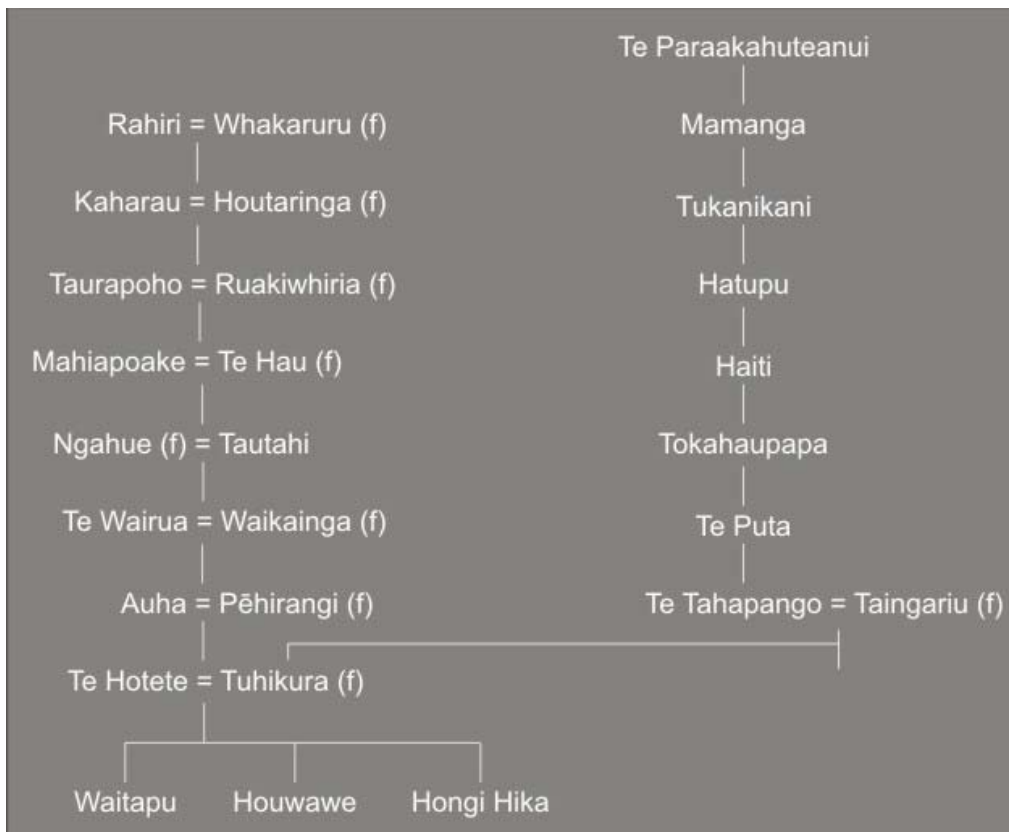 Te Paraakahuteanui
Rahiri = Whakaruru (f)
Mamanga
Kaharau = Houtaringa (f)
Tukanikani
Taurapoho = Ruakiwhiria (f)
Hatupu
Mahiapoake = Te Hau (f)
Haiti
Ngahue (f) = Tautahi
Tokahaupapa
Te Wairua = Waikainga (f)
Te Puta
Auha = Pēhirangi (f)
Te Tahapango = Taingariu (f)
Te Hotete = Tuhikura (f)
Waitapu
Houwawe
Hongi Hika